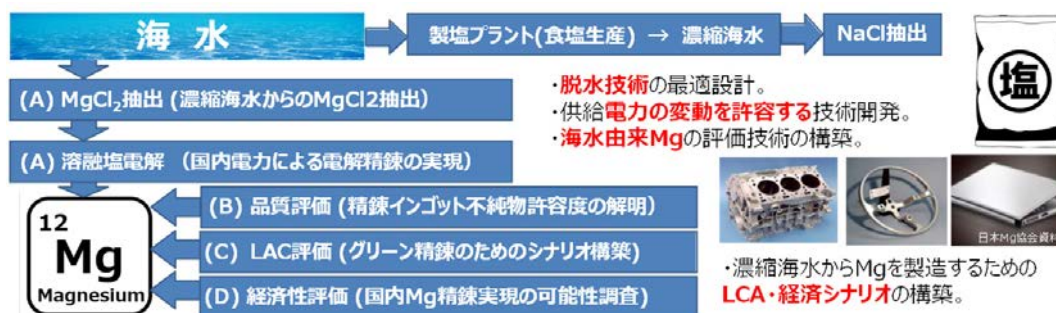 海水
製塩プラント(食塩生産) → 濃縮海水
NaCl抽出
塩
(A) MgCl₂抽出 (濃縮海水からのMgCl2抽出)
(A) 溶融塩電解 (国内電力による電解精錬の実現)
・脱水技術の最適設計。
・供給電力の変動を許容する技術開発。
・海水由来Mgの評価技術の構築。
12
Mg
Magnesium
(B) 品質評価 (精錬インゴット不純物許容度の解明)
(C) LAC評価 (グリーン精錬のためのシナリオ構築)
(D) 経済性評価 (国内Mg精錬実現の可能性調査)
日本Mg協会資料
・濃縮海水からMgを製造するための
LCA・経済シナリオの構築。